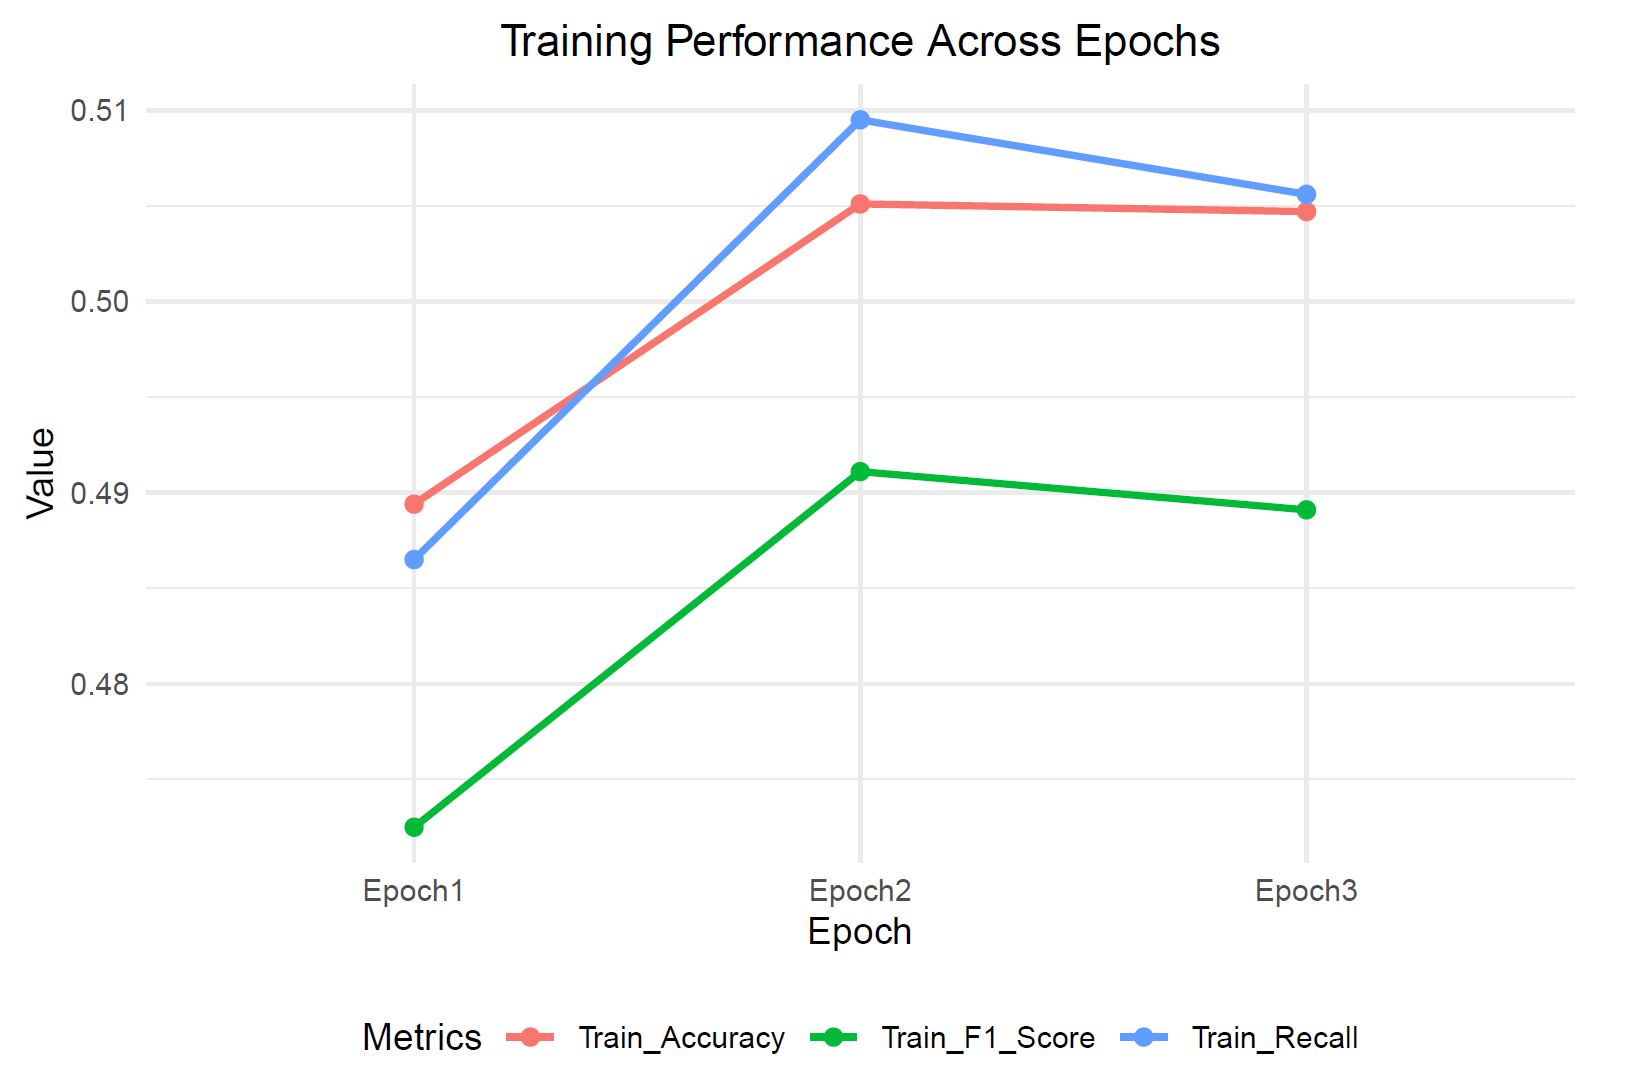 Training Performance Across Epochs
0.51
0.50
0.49
0.48
Value
Epoch1 Epoch2 Epoch3
Epoch
Metrics Train_Accuracy Train_F1_Score Train_Recall